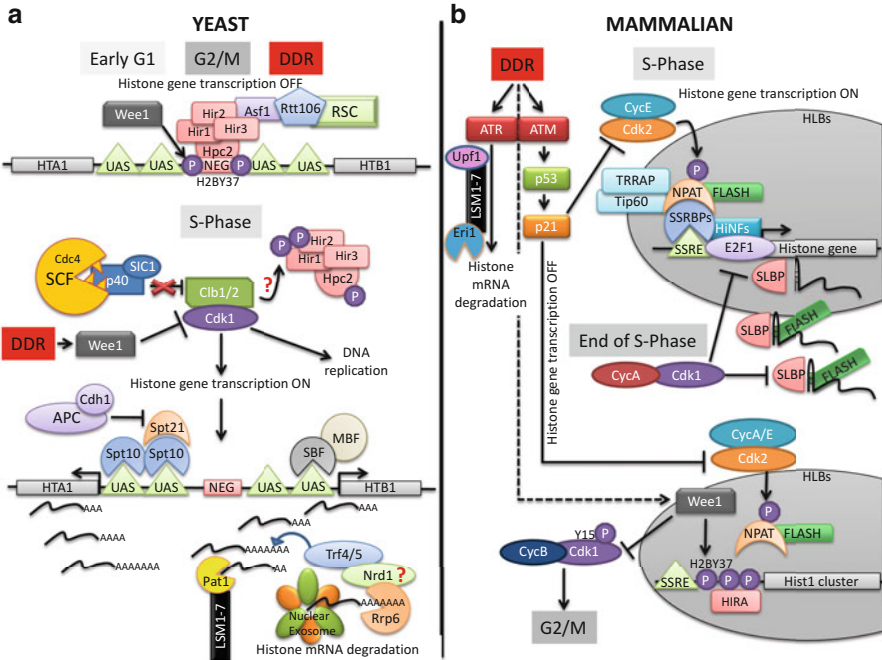 a
YEAST
Early G1
G2/M
DDR
Histone gene transcription OFF
Wee1
Hir2
Asf1
Rtt106
RSC
Hir1
Hir3
Hpc2
HTA1
UAS
UAS
P
NEG
P
UAS
UAS
HTB1
H2BY37
S-Phase
Cdc4
SCF
p40
SIC1
Clb1/2
Cdk1
?
P
P
Hir2
Hir1
Hir3
Hpc2
P
DDR
Wee1
DNA
replication
Histone gene transcription ON
Cdh1
APC
Spt21
Spt10
Spt10
SBF
MBF
HTA1
UAS
UAS
NEG
UAS
UAS
HTB1
AAA
AAA
AAA
AAAA
AAAAAAA
AAAAAAA
Trf4/5
Pat1
AA
Nrd1
?
LSM1-7
Nuclear
Exosome
AAAAAAA
Rrp6
Histone mRNA degradation
b
MAMMALIAN
DDR
S-Phase
Histone gene transcription ON
HLBs
CycE
Cdk2
ATR
ATM
Upf1
LSM1-7
Eri1
p53
p21
Histone
mRNA
degradation
P
TRRAP
Tip60
NPAT
FLASH
SSRBPs
HiNFs
SSRE
E2F1
Histone gene
SLBP
SLBP
FLASH
SLBP
FLASH
Histone gene transcription OFF
End of S-Phase
CycA
Cdk1
CycA/E
Cdk2
HLBs
Wee1
P
NPAT
FLASH
CycB
Cdk1
Y15
P
H2BY37
SSRE
P
P
P
HIRA
Hist1 cluster
G2/M